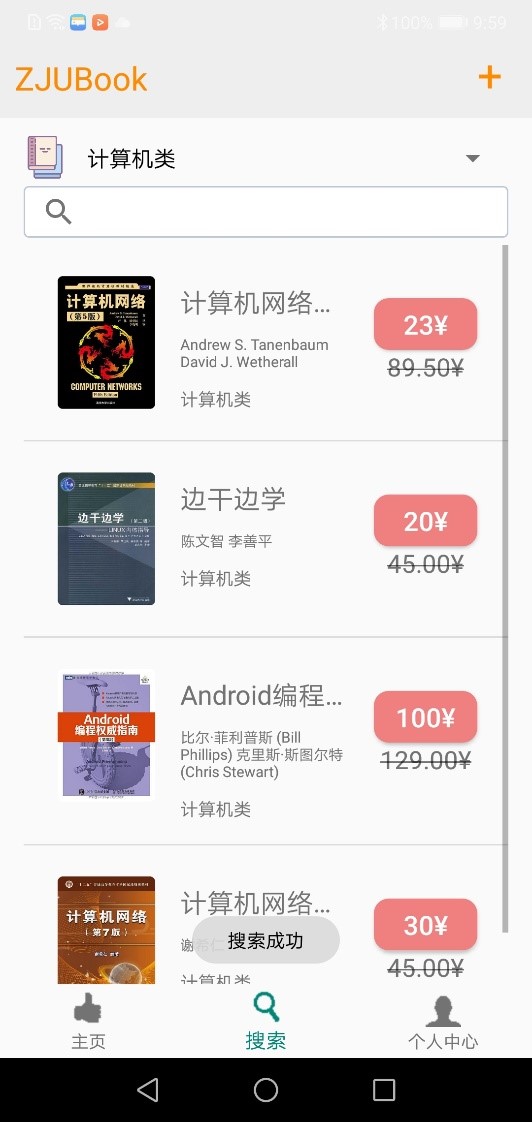 100% 9:59
ZJUBook +
计算机类
计算机网络
(第5版)
COMPUTER NETWORKS
计算机网络...
Andrew S. Tanenbaum
David J. Wetherall
计算机类
23¥
89.50¥
边干边学
(第二版)
边干边学
陈文智 李善平
计算机类
20¥
45.00¥
Android
编程权威指南
Android编程...
比尔·菲利普斯 (Bill
Phillips) 克里斯·斯图尔特
(Chris Stewart)
计算机类
100¥
129.00¥
计算机网络
(第7版)
计算机网络...
谢希仁
计算机类
30¥
45.00¥
搜索成功
主页 搜索 个人中心